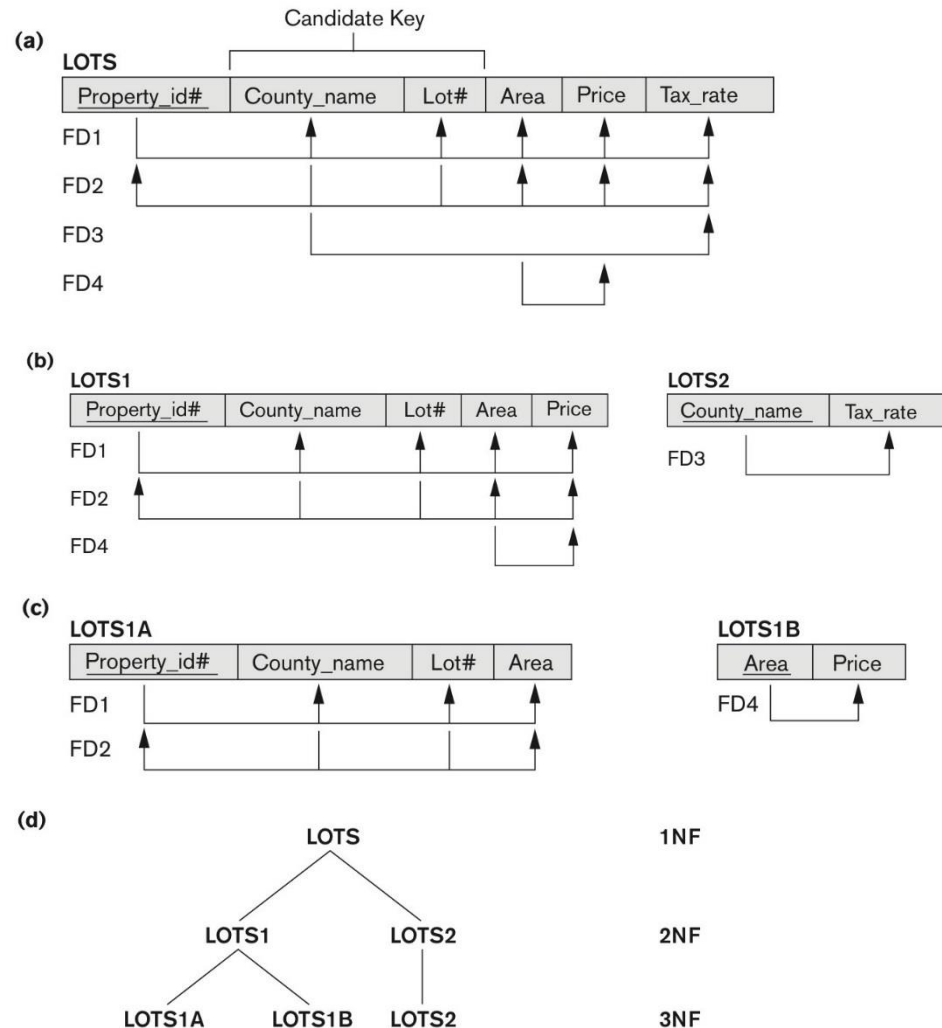 Candidate Key
(a)
LOTS
Property_id# County_name Lot# Area Price Tax_rate
FD1
FD2
FD3
FD4
(b)
LOTS1 LOTS2
Property_id# County_name Lot# Area Price County_name Tax_rate
FD1
FD3
FD2
FD4
(c)
LOTS1A LOTS1B
Property_id# County_name Lot# Area Area Price
FD1 FD4
FD2
(d)
LOTS 1NF
LOTS1 LOTS2 2NF
LOTS1A LOTS1B LOTS2 3NF